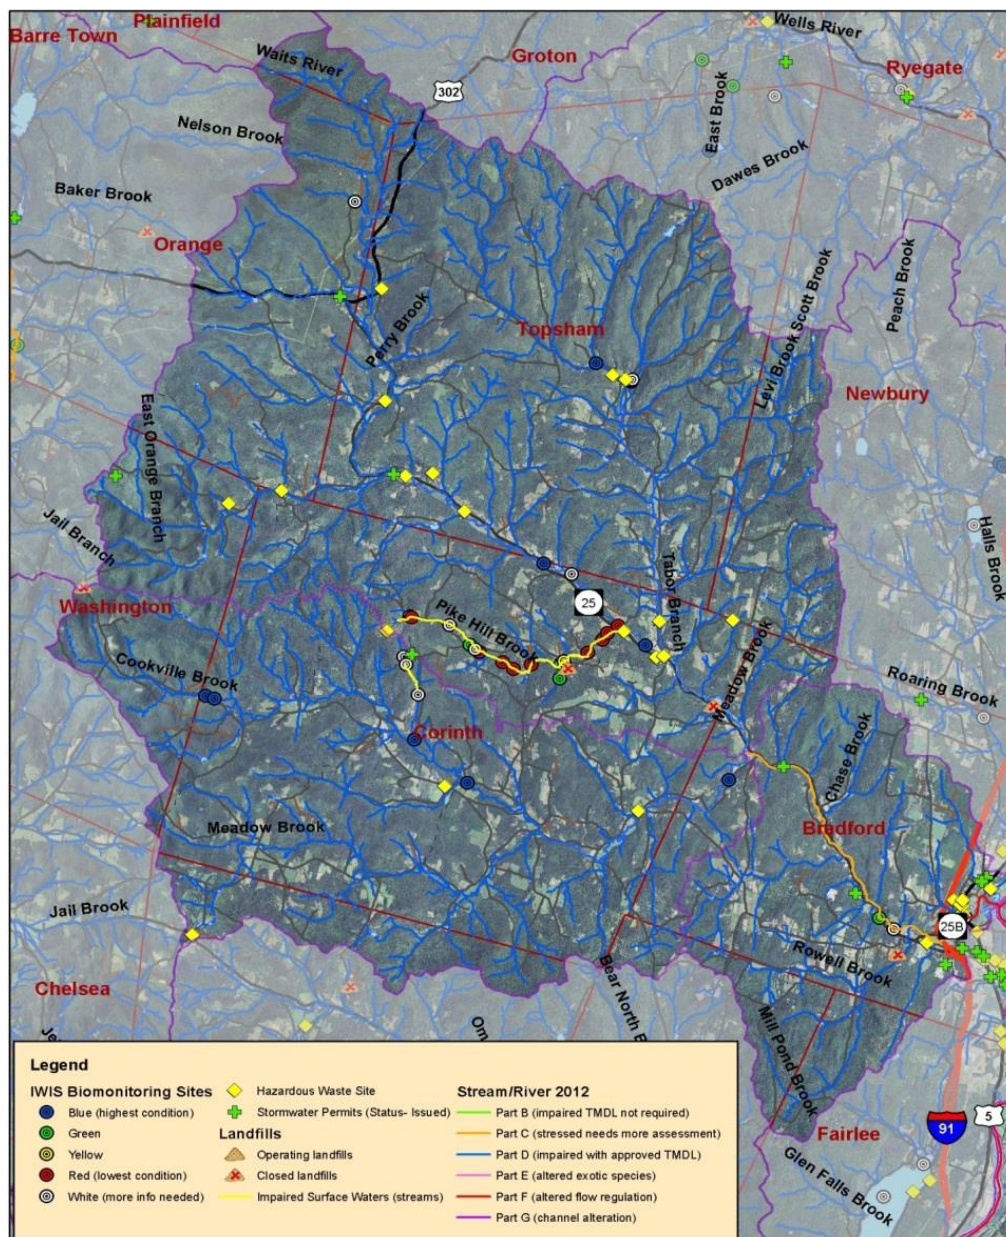 Plainfield
Barre Town
Wells River
Waits River
Groton
Ryegate
302
East Brook
Nelson Brook
Dawes Brook
Baker Brook
Orange
Peach Brook
Perry Brook
Topsham
Levi Brook
Scott Brook
Newbury
East Orange Branch
Jail Branch
Halls Brook
Tabor Branch
Washington
25
Pike Hill Brook
Meadow Brook
Cookville Brook
Roaring Brook
Corinth
Chase Brook
Meadow Brook
Bradford
Jail Brook
25B
Rowell Brook
Chelsea
Bear North B
Om
Mill Pond Brook
Fairlee
91
5
Glen Falls Brook
Legend
IWIS Biomonitoring Sites
Blue (highest condition)
Green
Yellow
Red (lowest condition)
White (more info needed)
Hazardous Waste Site
Stormwater Permits (Status- Issued)
Landfills
Operating landfills
Closed landfills
Impaired Surface Waters (streams)
Stream/River 2012
Part B (impaired TMDL not required)
Part C (stressed needs more assessment)
Part D (impaired with approved TMDL)
Part E (altered exotic species)
Part F (altered flow regulation)
Part G (channel alteration)